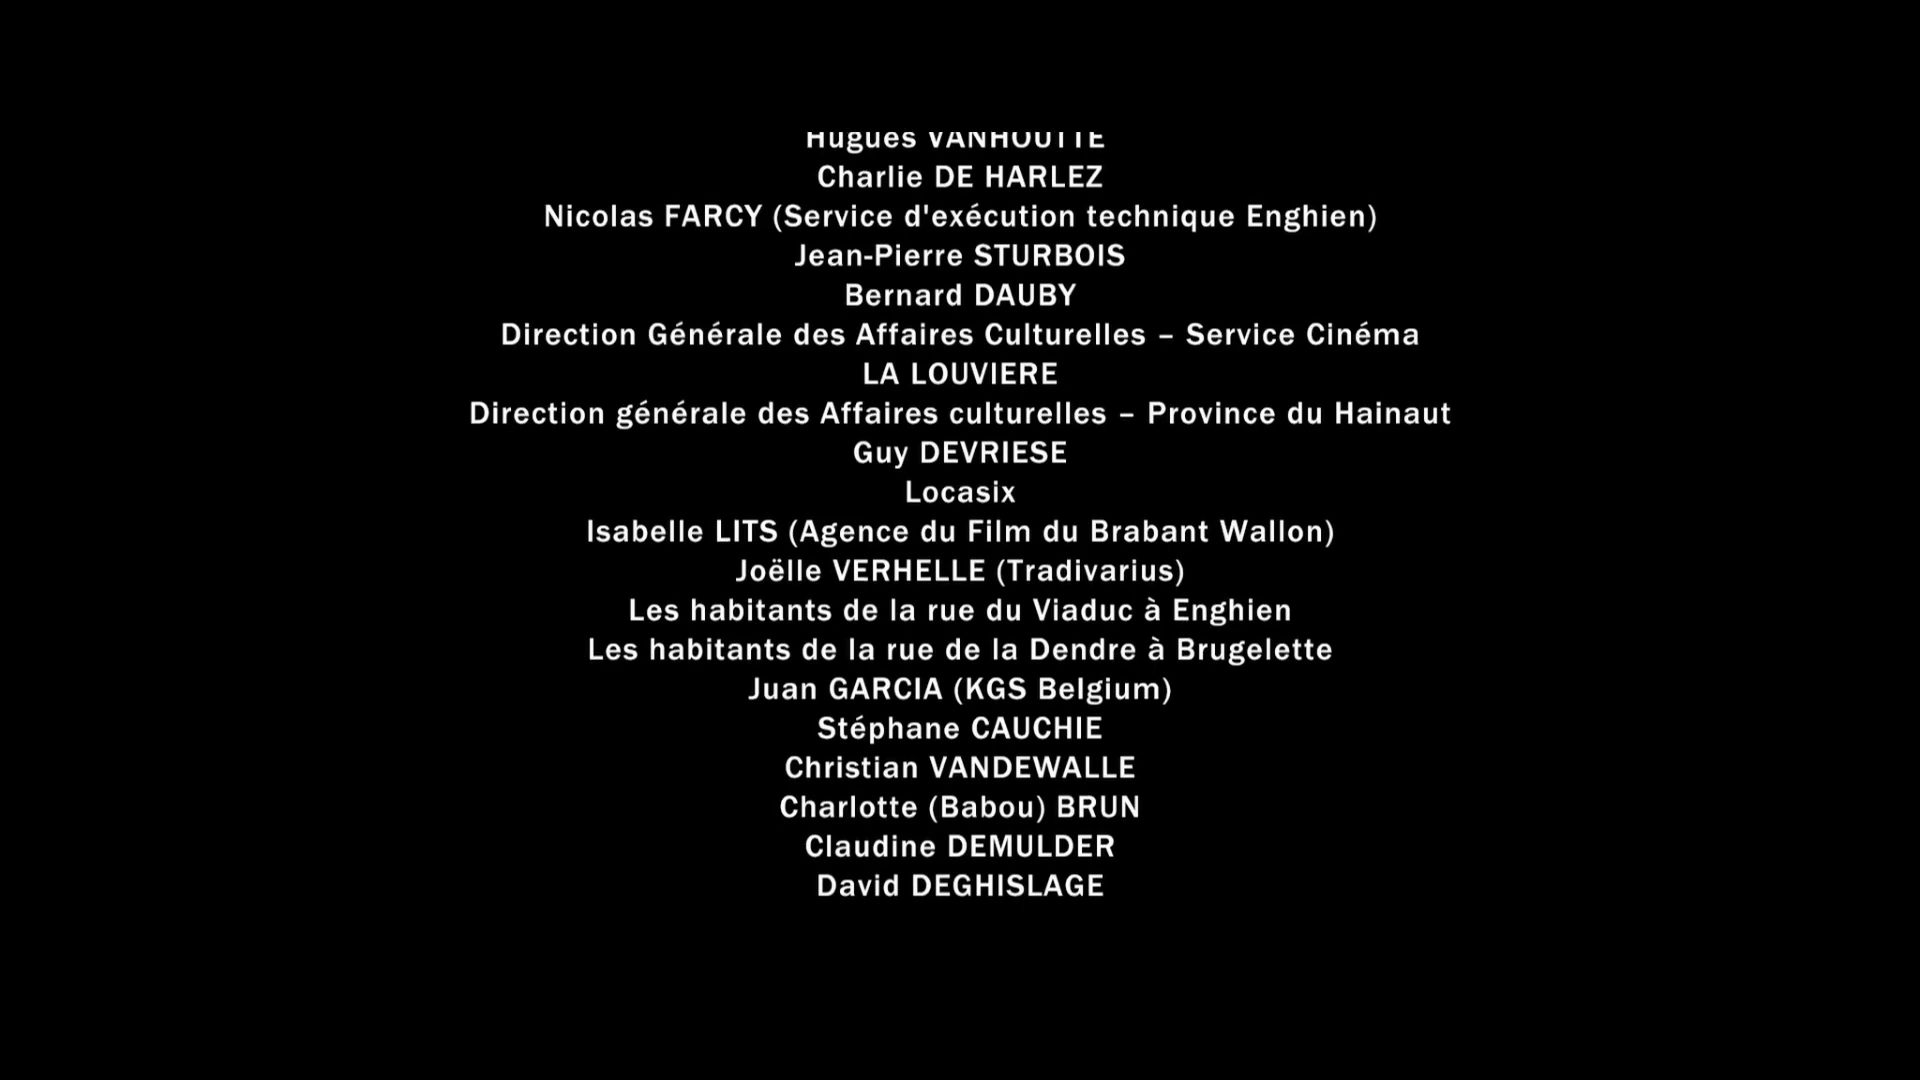 Hugues VANHOUTTE
Charlie DE HARLEZ
Nicolas FARCY (Service d'exécution technique Enghien)
Jean-Pierre STURBOIS
Bernard DAUBY
Direction Générale des Affaires Culturelles – Service Cinéma
LA LOUVIERE
Direction générale des Affaires culturelles – Province du Hainaut
Guy DEVRIESE
Locasix
Isabelle LITS (Agence du Film du Brabant Wallon)
Joëlle VERHELLE (Tradivarius)
Les habitants de la rue du Viaduc à Enghien
Les habitants de la rue de la Dendre à Brugelette
Juan GARCIA (KGS Belgium)
Stéphane CAUCHIE
Christian VANDEWALLE
Charlotte (Babou) BRUN
Claudine DEMULDER
David DEGHISLAGE